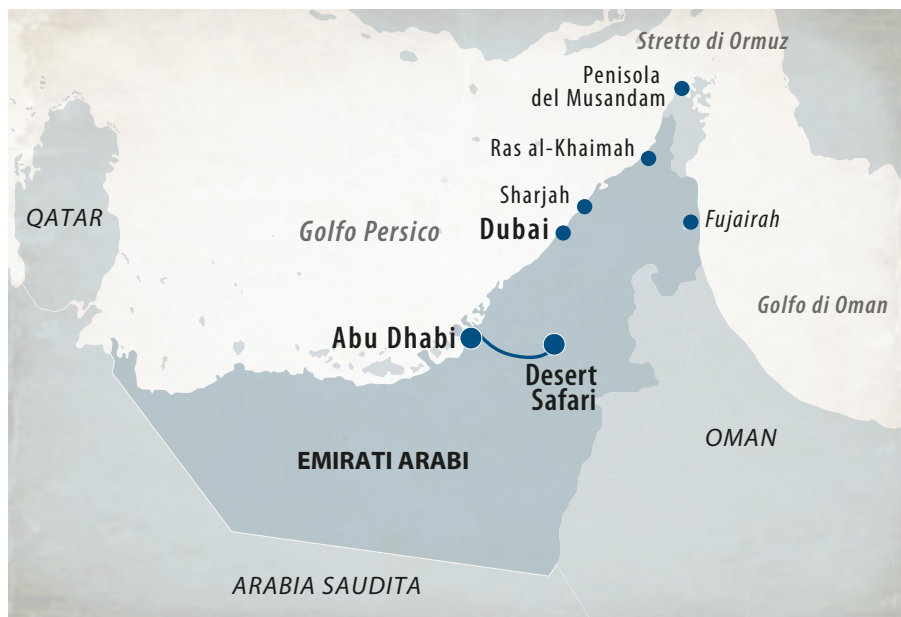 Stretto di Ormuz
Penisola
del Musandam
Ras al-Khaimah
Sharjah
QATAR
Golfo Persico
Dubai
Fujairah
Golfo di Oman
Abu Dhabi
Desert
Safari
OMAN
EMIRATI ARABI
ARABIA SAUDITA